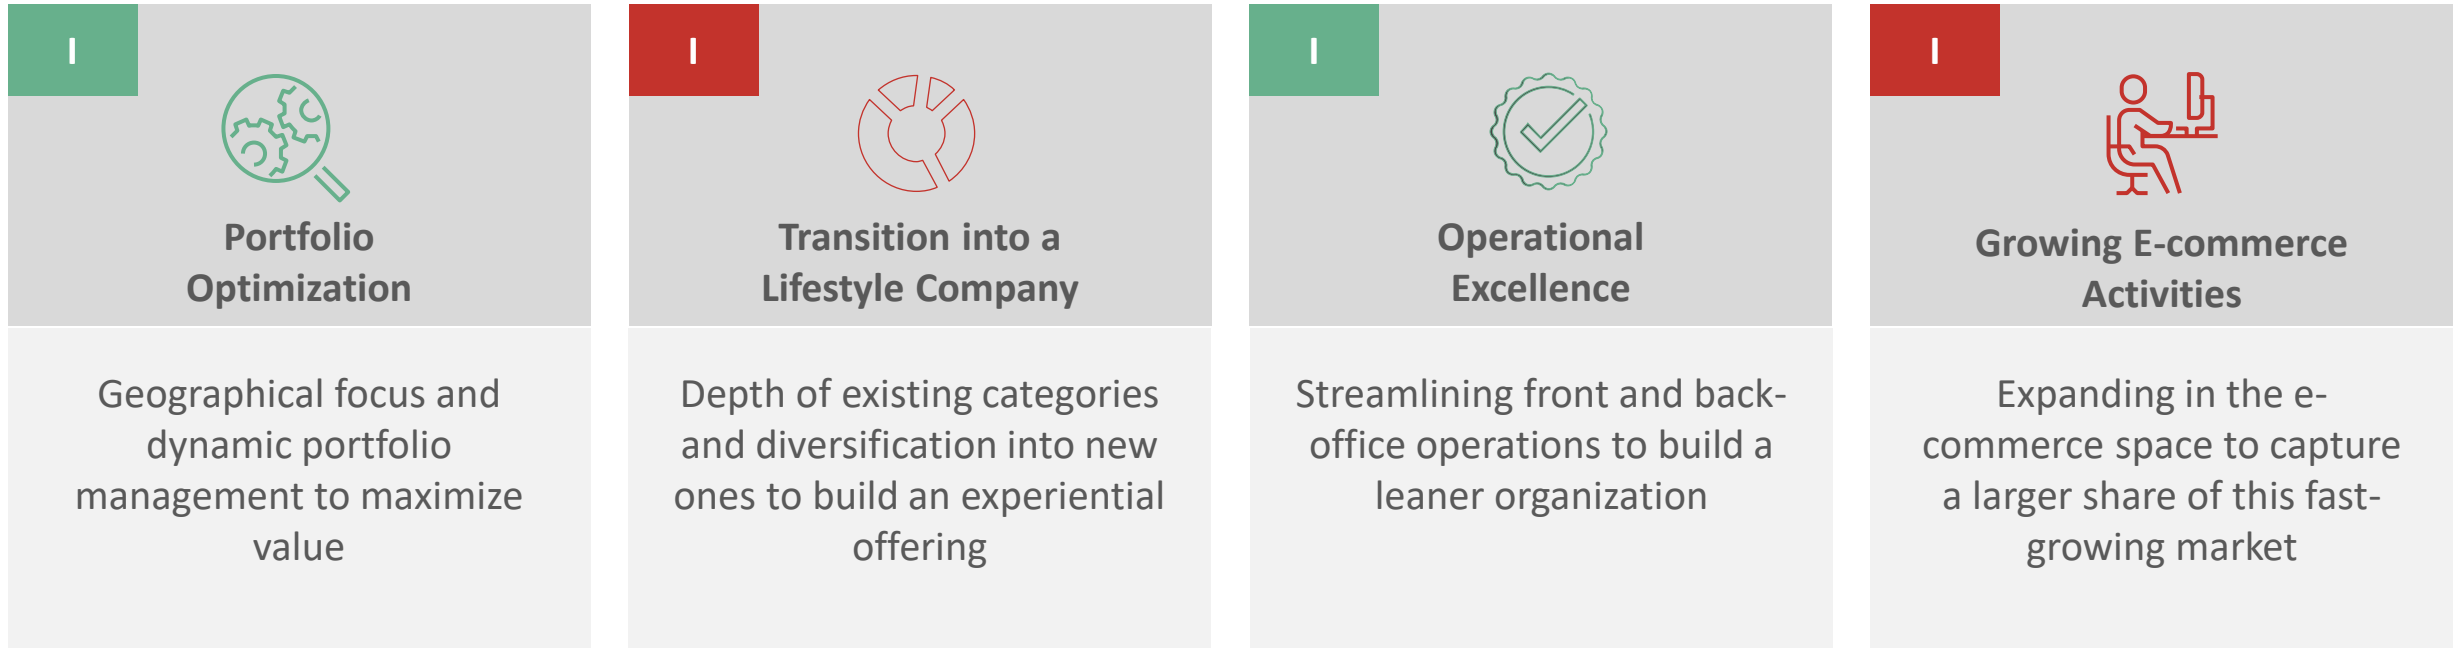 I
Portfolio
Optimization
Geographical focus and
dynamic portfolio
management to maximize
value
I
Transition into a
Lifestyle Company
Depth of existing categories
and diversification into new
ones to build an experiential
offering
I
Operational
Excellence
Streamlining front and back-
office operations to build a
leaner organization
I
Growing E-commerce
Activities
Expanding in the e-
commerce space to capture
a larger share of this fast-
growing market